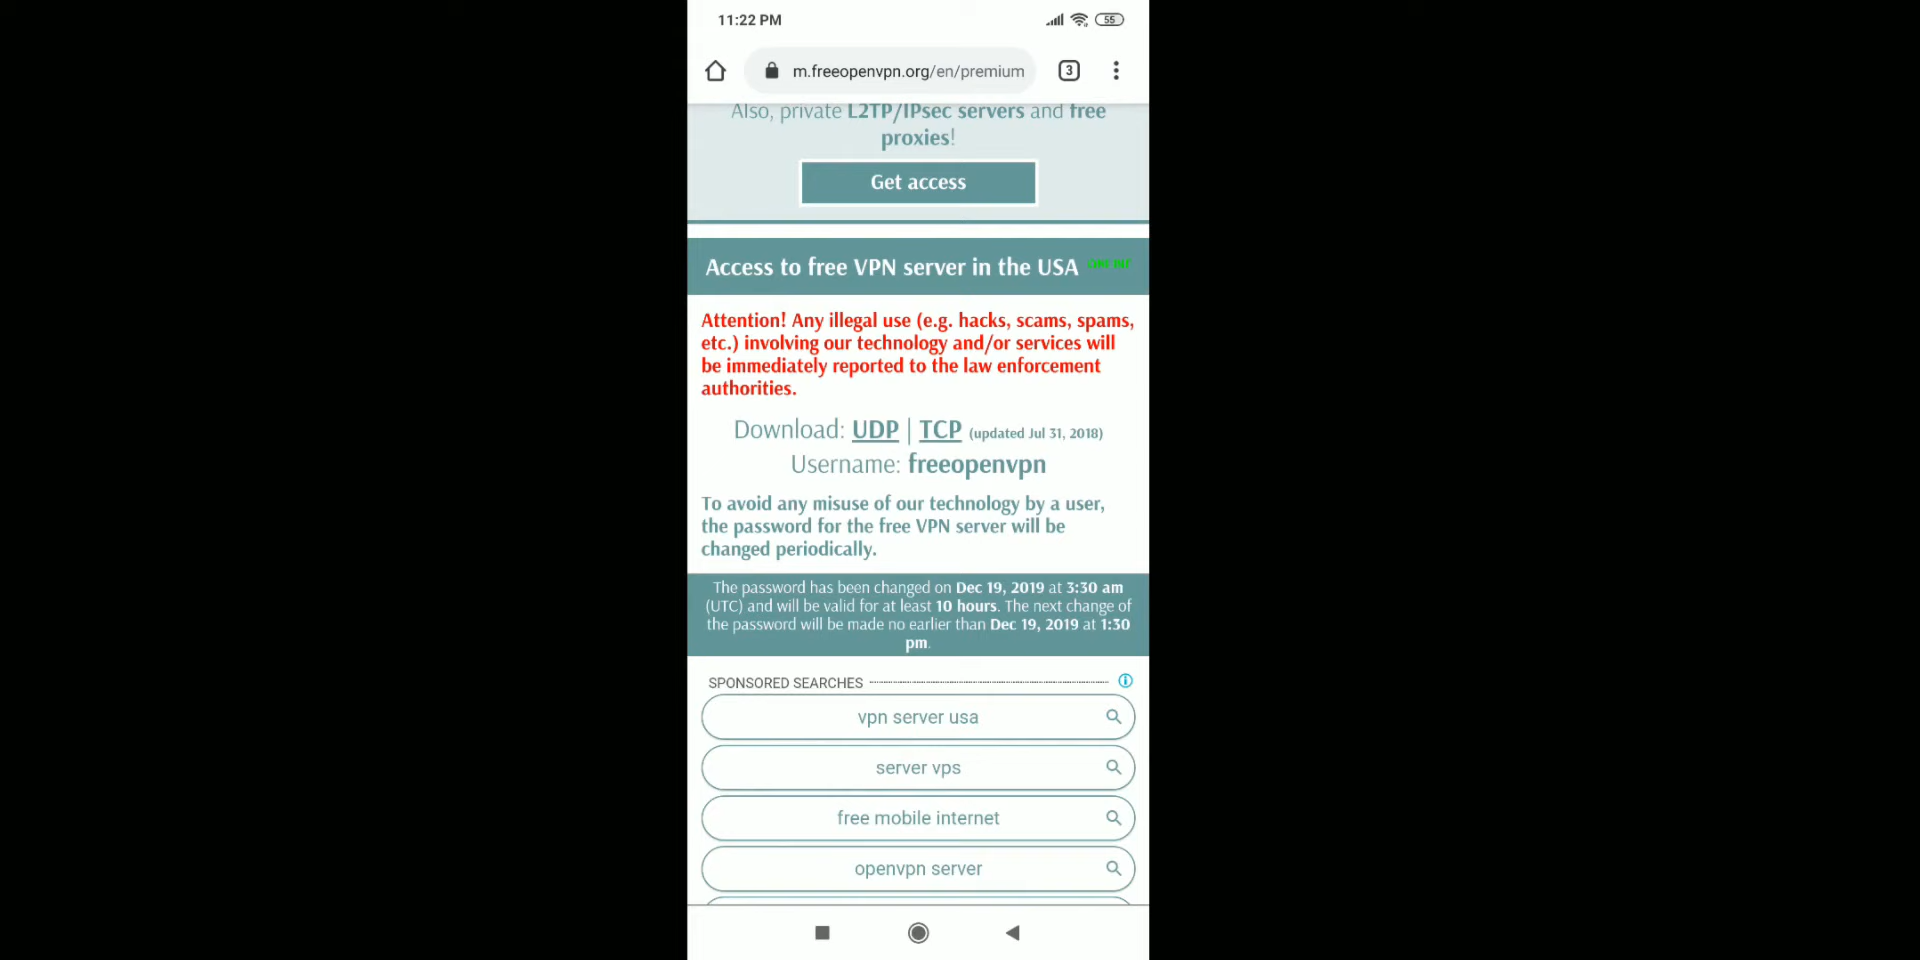 11:22 PM
55
m.freeopenvpn.org/en/premium
3
Also, private L2TP/IPsec servers and free
proxies!
Get access
Access to free VPN server in the USA
Attention! Any illegal use (e.g. hacks, scams, spams,
etc.) involving our technology and/or services will
be immediately reported to the law enforcement
authorities.
Download: UDP | TCP (updated Jul 31, 2018)
Username: freeopenvpn
To avoid any misuse of our technology by a user,
the password for the free VPN server will be
changed periodically.
The password has been changed on Dec 19, 2019 at 3:30 am
(UTC) and will be valid for at least 10 hours. The next change of
the password will be made no earlier than Dec 19, 2019 at 1:30
pm.
SPONSORED SEARCHES
vpn server usa
server vps
free mobile internet
openvpn server